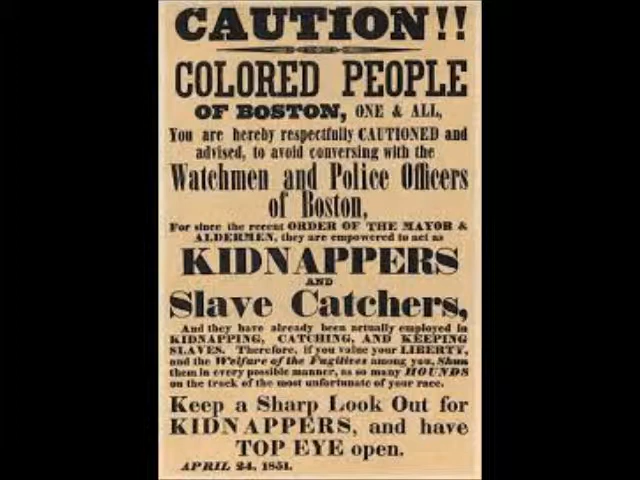 CAUTION!!
COLORED PEOPLE
OF BOSTON, ONE & ALL,
You are hereby respectfully CAUTIONED and
advised, to avoid conversing with the
Watchmen and Police Officers
of Boston,
For since the recent ORDER OF THE MAYOR &
ALDERMEN, they are empowered to act as
KIDNAPPERS
AND
Slave Catchers,
And they have already been actually employed in
KIDNAPPING, CATCHING, AND KEEPING
SLAVES. Therefore, if you value your LIBERTY,
and the Welfare of the Fugitives among you, Shun
them in every possible manner, as so many HOUNDS
on the track of the most unfortunate of your race.
Keep a Sharp Look Out for
KIDNAPPERS, and have
TOP EYE open.
APRIL 24, 1851.